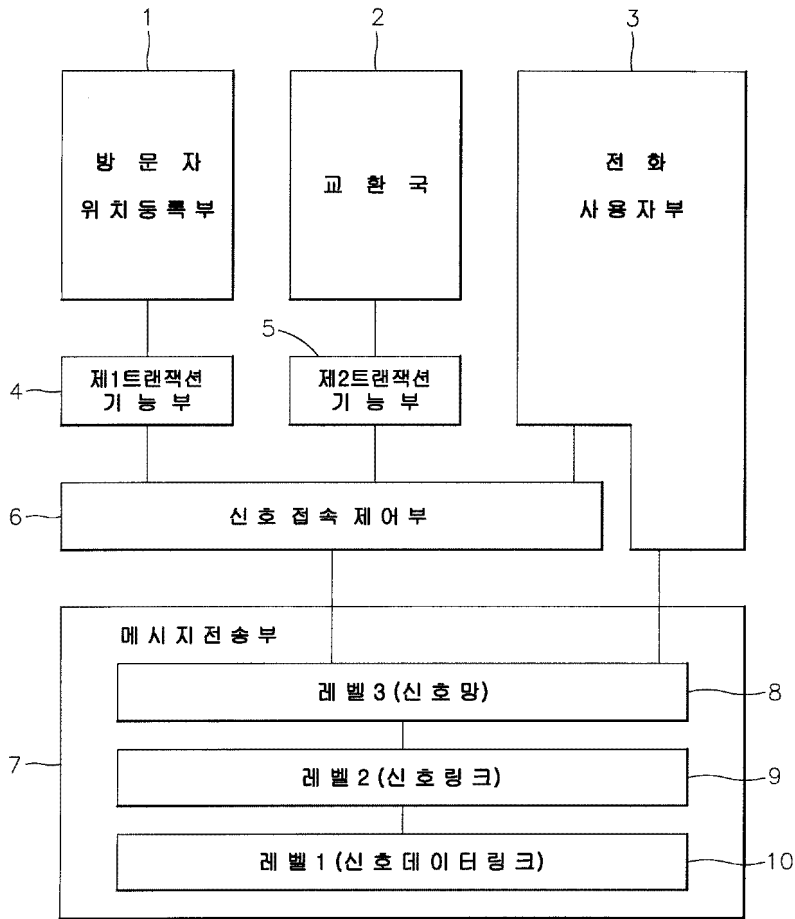 1
2
3
방 문 자
위 치 등 록 부
교 환 국
전 화
사 용 자 부
4
제1트랜잭션
기 능 부
5
제2트랜잭션
기 능 부
6
신 호 접 속 제 어 부
메 시 지 전 송 부
7
레 벨 3 (신 호 망)
8
레 벨 2 (신 호 링 크)
9
레 벨 1 (신 호 데 이 터 링 크)
10